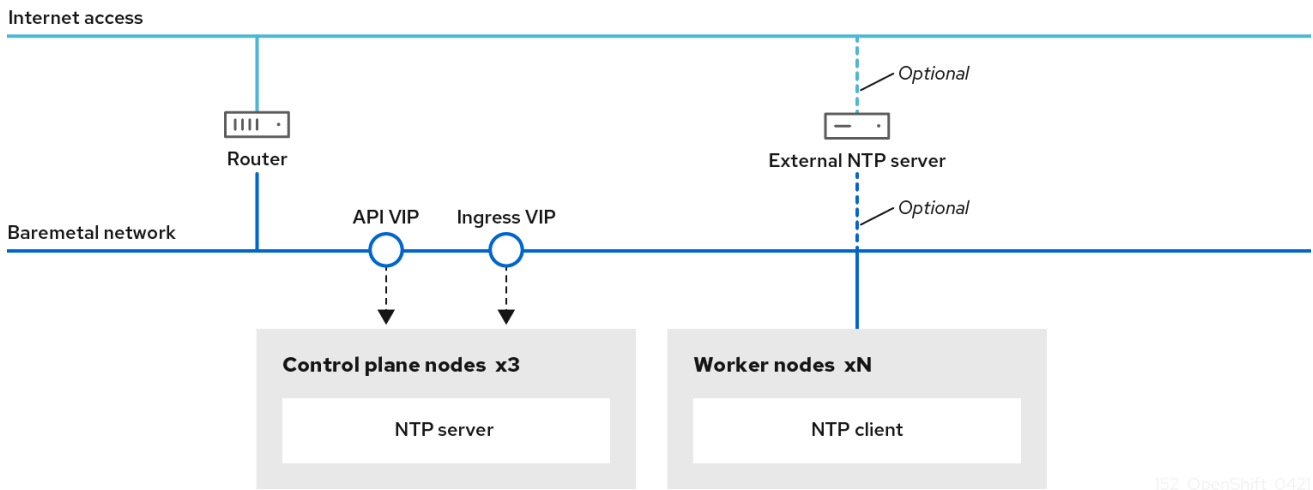 Internet access
Optional
Router
External NTP server
Optional
API VIP
Ingress VIP
Baremetal network
Control plane nodes x3
Worker nodes xN
NTP server
NTP client
152_OpenShift_0421